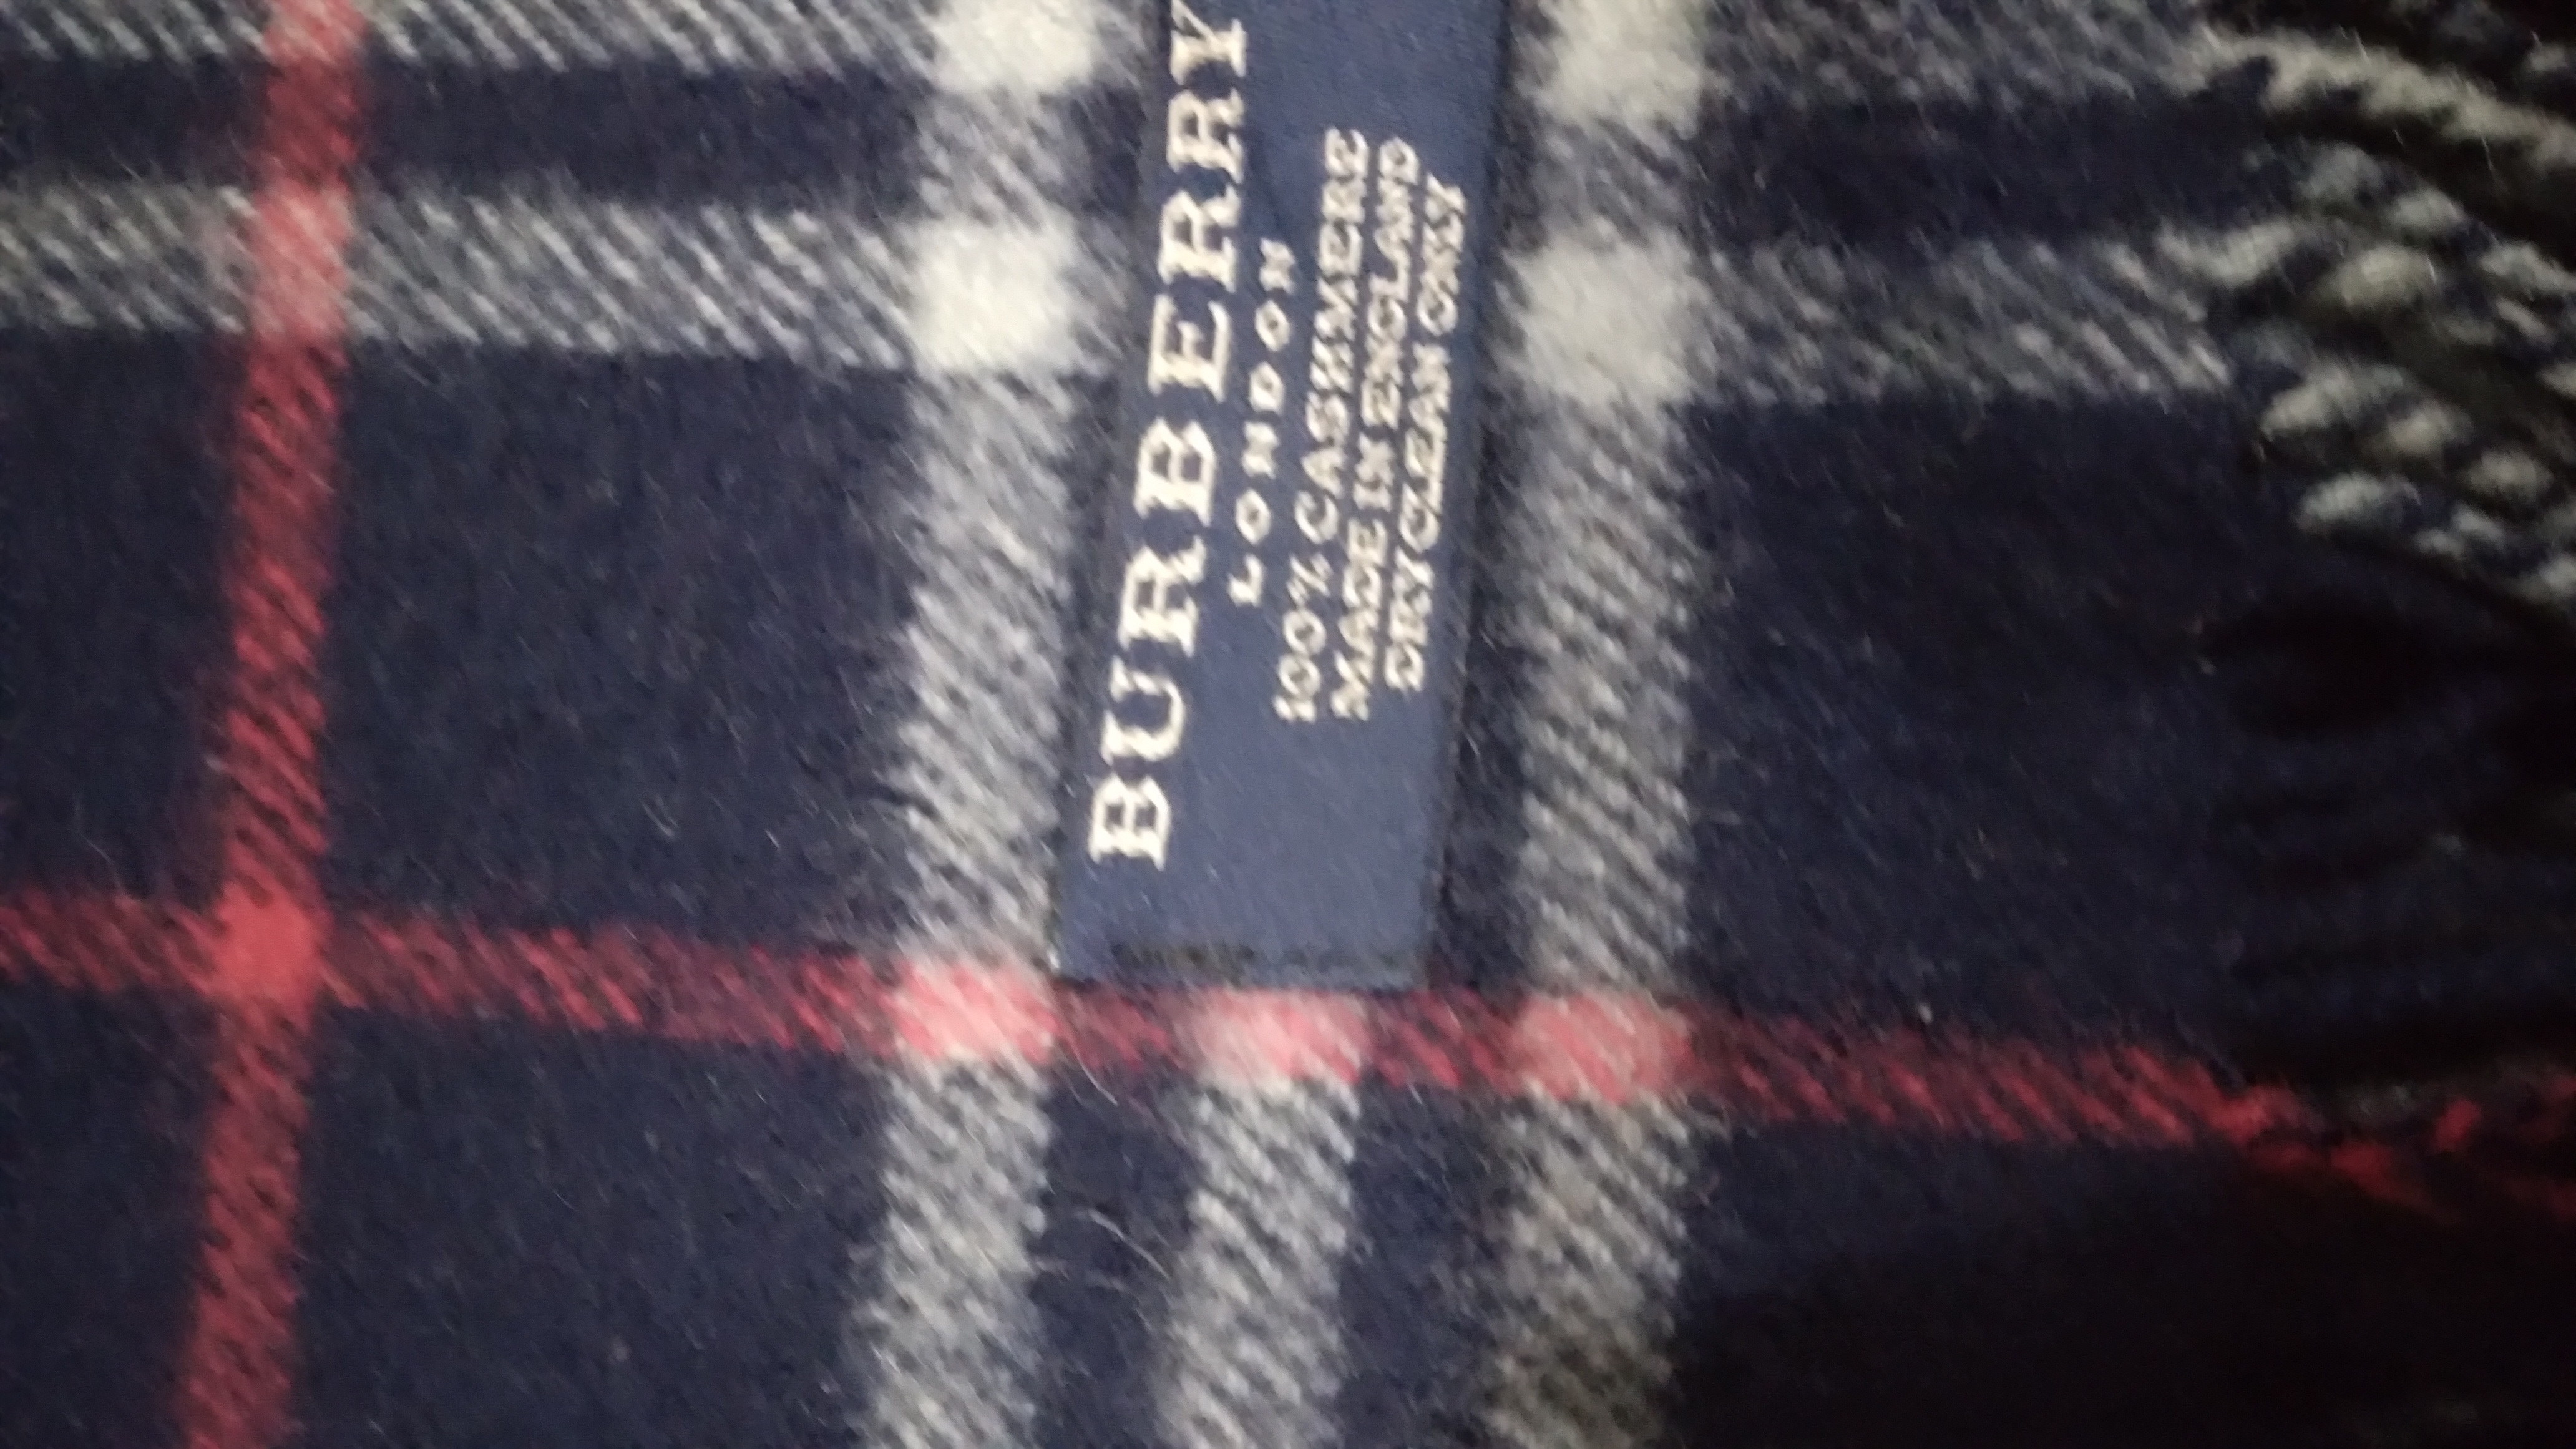 BURBERRY
LONDON
100% CASHMERE
MADE IN ENGLAND
DRY CLEAN ONLY